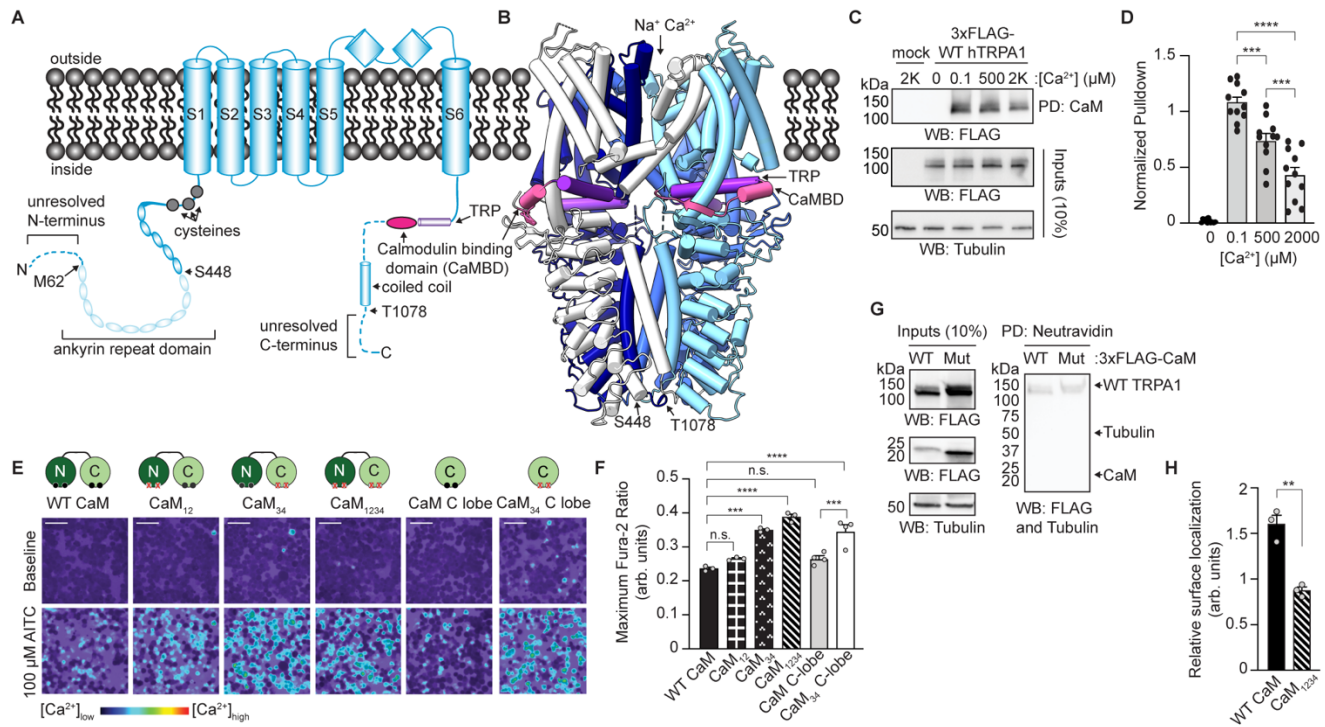 A
outside
inside
S1
S2
S3
S4
S5
S6
unresolved
N-terminus
N
M62
cysteines
S448
ankyrin repeat domain
TRP
Calmodulin binding
domain (CaMBD)
coiled coil
T1078
unresolved
C-terminus
C
B
Na⁺ Ca²⁺
TRP
CaMBD
S448
T1078
C
3xFLAG-
mock WT hTRPA1
kDa 2K 0 0.1 500 2K :[Ca²⁺] (μM)
150
100
PD: CaM
WB: FLAG
150
100
WB: FLAG
50
WB: Tubulin
Inputs (10%)
D
Normalized Pulldown
1.5
1
0.5
0
****
***
***
0 0.1 500 2000
[Ca²⁺] (μM)
E
N C N C N C N C C C
WT CaM CaM₁₂ CaM₃₄ CaM₁₂₃₄ CaM C lobe CaM₃₄ C lobe
Baseline
100 μM AITC
[Ca²⁺]low [Ca²⁺]high
F
Maximum Fura-2 Ratio
(arb. units)
0.6
0.4
0.2
0
****
n.s.
****
***
***
n.s.
WT CaM
CaM₁₂
CaM₃₄
CaM₁₂₃₄
CaM C-lobe
CaM₃₄ C-lobe
G
Inputs (10%)
WT Mut
kDa
150
100
WB: FLAG
25
20
WB: FLAG
50
WB: Tubulin
PD: Neutravidin
WT Mut :3xFLAG-CaM
kDa
150
100
75
50
37
25
20
WT TRPA1
Tubulin
CaM
WB: FLAG
and Tubulin
H
Relative surface localization
(arb. units)
2
1.5
1
0.5
0
**
WT CaM
CaM₁₂₃₄